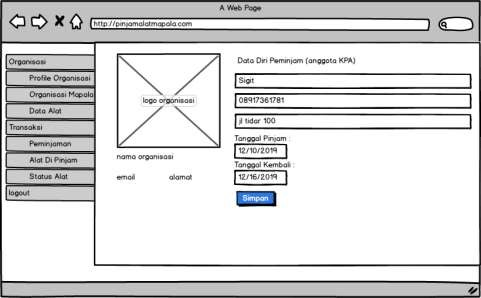 A Web Page
http://pinjamalatmapala.com
Organisasi
Profile Organisasi
Organisasi Mapala
Data Alat
Transaksi
Peminjaman
Alat Di Pinjam
Status Alat
logout
logo organisasi
nama organisasi
email alamat
Data Diri Peminjam (anggota KPA)
Sigit
08917361781
jl tidar 100
Tanggal Pinjam :
12/10/2019
Tanggal Kembali :
12/16/2019
Simpan